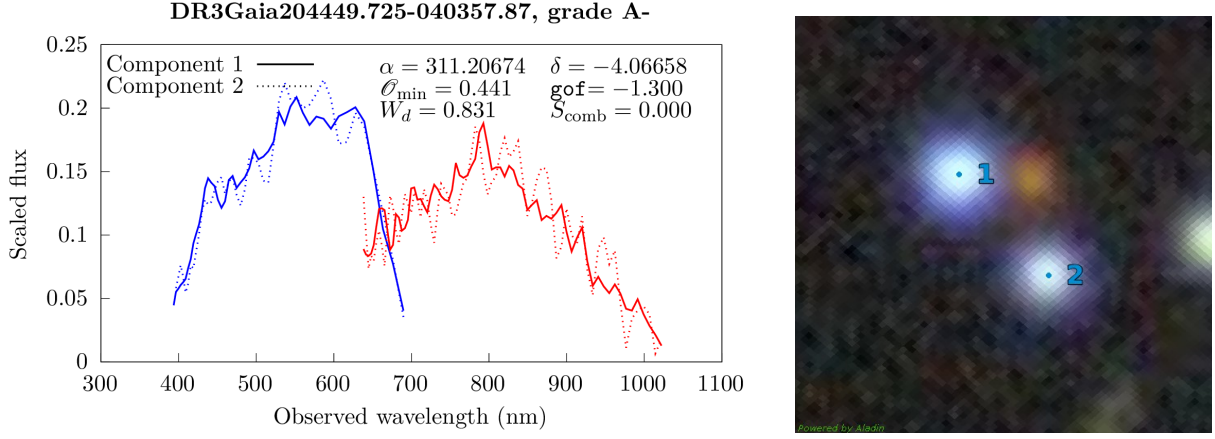 DR3Gaia204449.725-040357.87, grade A-
Component 1
Component 2
α = 311.20674 δ = −4.06658
𝒪min = 0.441 gof= −1.300
Wd = 0.831 Scomb = 0.000
Scaled flux
0.25
0.2
0.15
0.1
0.05
0
300 400 500 600 700 800 900 1000 1100
Observed wavelength (nm)
1
2
Powered by Aladin